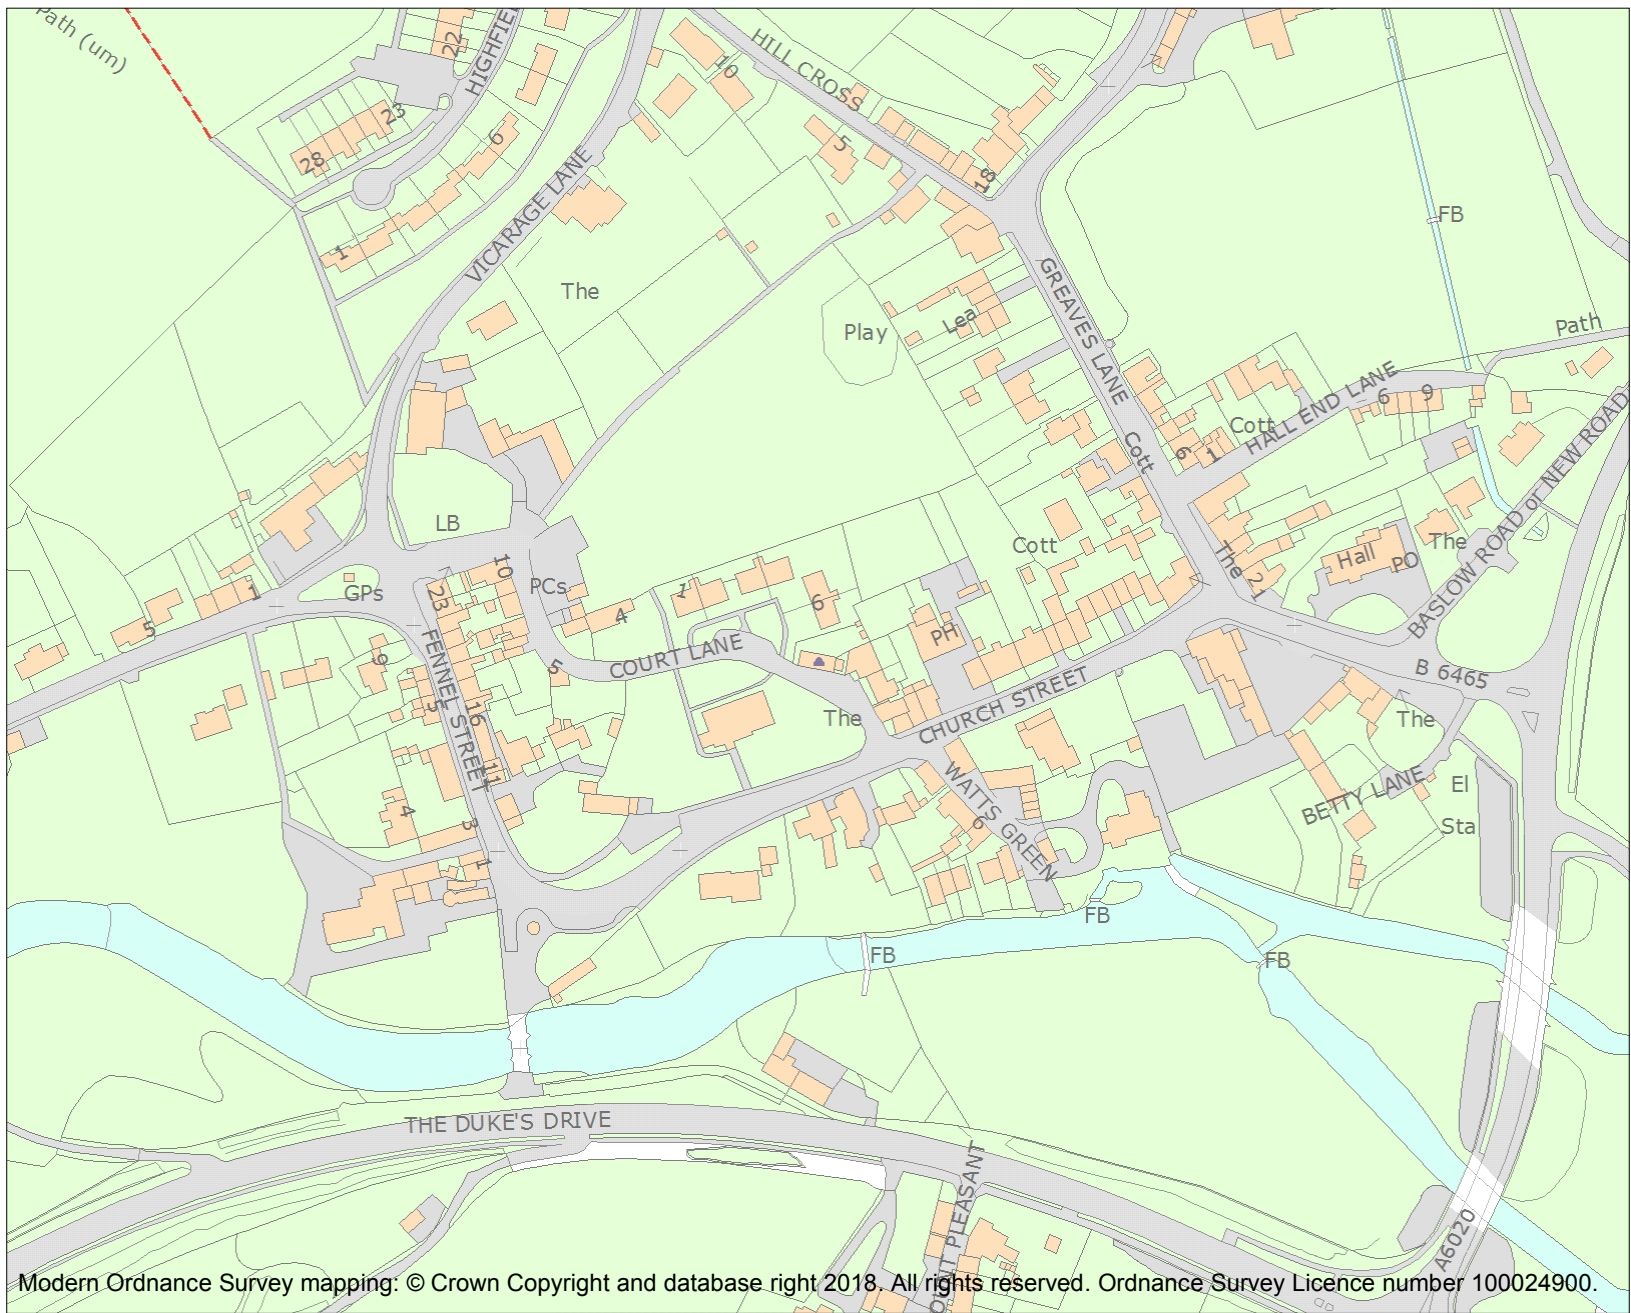 Path (um)
22
HIGHFIE
10
HILL CROSS
23
28
6
5
18
VICARAGE LANE
1
FB
The
Play
Lea
GREAVES LANE
Path
HALL END LANE
6
9
Cott
Cott
6
1
BASLOW ROAD or NEW ROAD
LB
Cott
The
Hall
PO
The
21
10
PCs
GPs
1
23
1
4
6
5
PH
9
FENNEL STREET
COURT LANE
5
B 6465
CHURCH STREET
5
16
The
The
11
WATTS GREEN
BETTY LANE
El
Sta
4
3
6
1
FB
FB
FB
THE DUKE'S DRIVE
OUNT PLEASANT
A6020
Modern Ordnance Survey mapping: © Crown Copyright and database right 2018. All rights reserved. Ordnance Survey Licence number 100024900.